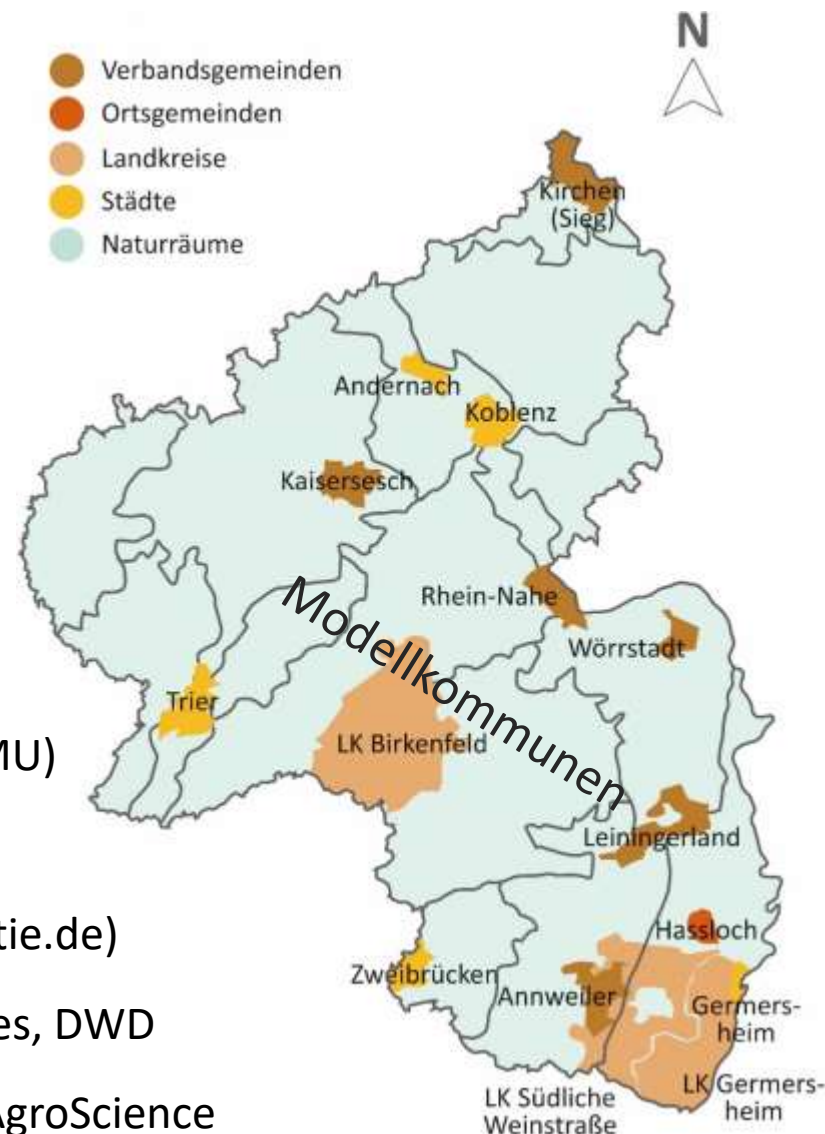 N
Verbandsgemeinden
Ortsgemeinden
Landkreise
Städte
Naturräume
Kirchen
(Sieg)
Andernach
Koblenz
Kaisersesch
Rhein-Nahe
Wörrstadt
Modellkommunen
Trier
LK Birkenfeld
MU)
Leiningerland
tie.de)
Hassloch
Zweibrücken
Annweiler
Germers-
heim
es, DWD
LK Südliche
Weinstraße
LK Germers-
heim
AgroScience